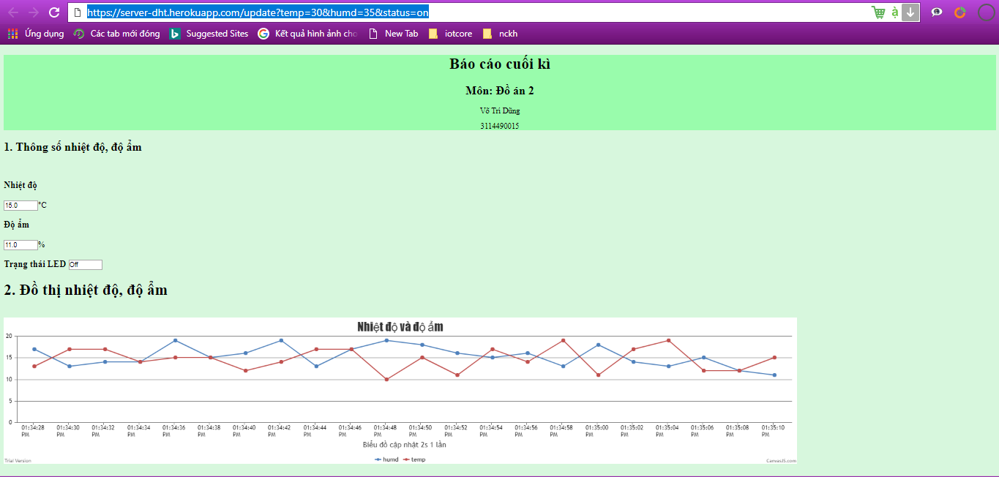 https://server-dht.herokuapp.com/update?temp=30&humd=35&status=on
Ứng dụng Các tab mới đóng Suggested Sites Kết quả hình ảnh cho New Tab iotcore nckh
Báo cáo cuối kì
Môn: Đồ án 2
Võ Trí Dũng
3114490015
1. Thông số nhiệt độ, độ ẩm
Nhiệt độ
15.0 °C
Độ ẩm
11.0 %
Trạng thái LED Off
2. Đồ thị nhiệt độ, độ ẩm
Nhiệt độ và độ ẩm
20
15
10
5
0
01:34:28 PM 01:34:30 PM 01:34:32 PM 01:34:34 PM 01:34:36 PM 01:34:38 PM 01:34:40 PM 01:34:42 PM 01:34:44 PM 01:34:46 PM 01:34:48 PM 01:34:50 PM 01:34:52 PM 01:34:54 PM 01:34:56 PM 01:34:58 PM 01:35:00 PM 01:35:02 PM 01:35:04 PM 01:35:06 PM 01:35:08 PM 01:35:10 PM
Biểu đồ cập nhật 2s 1 lần
humd temp
Trial Version CanvasJS.com